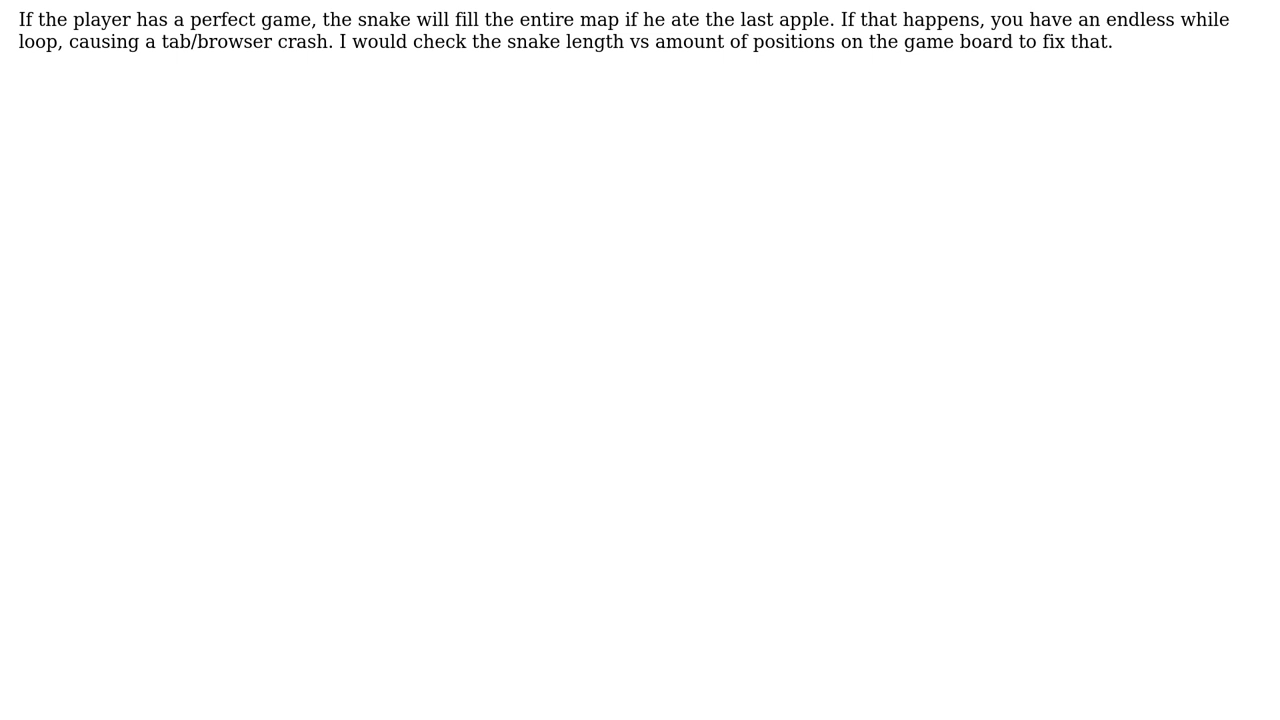 If the player has a perfect game, the snake will fill the entire map if he ate the last apple. If that happens, you have an endless while
loop, causing a tab/browser crash. I would check the snake length vs amount of positions on the game board to fix that.